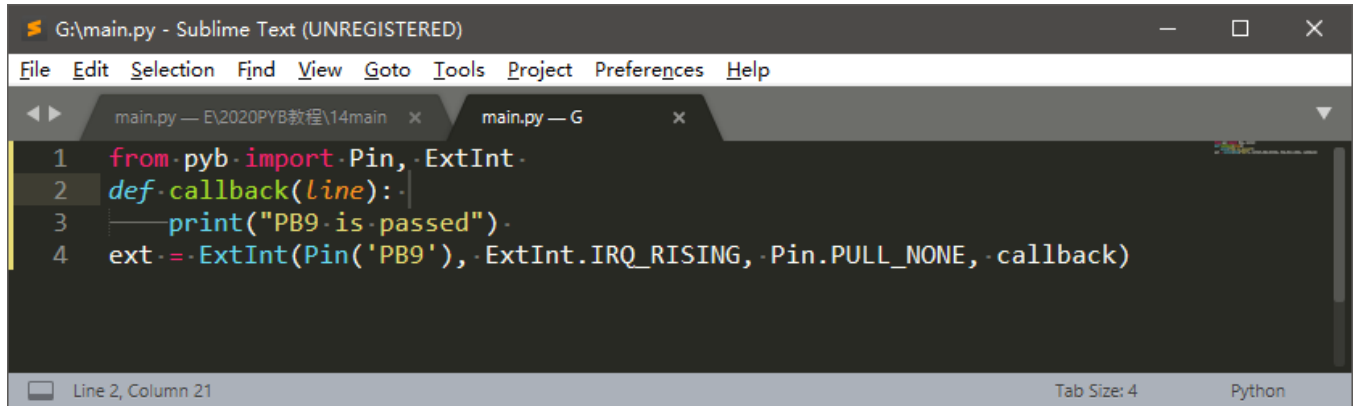 G:\main.py - Sublime Text (UNREGISTERED)
File Edit Selection Find View Goto Tools Project Preferences Help
main.py — E\2020PYB教程\14main × main.py — G ×
1 from pyb import Pin, ExtInt
2 def callback(line):
3     print("PB9 is passed")
4 ext = ExtInt(Pin('PB9'), ExtInt.IRQ_RISING, Pin.PULL_NONE, callback)
Line 2, Column 21 Tab Size: 4 Python